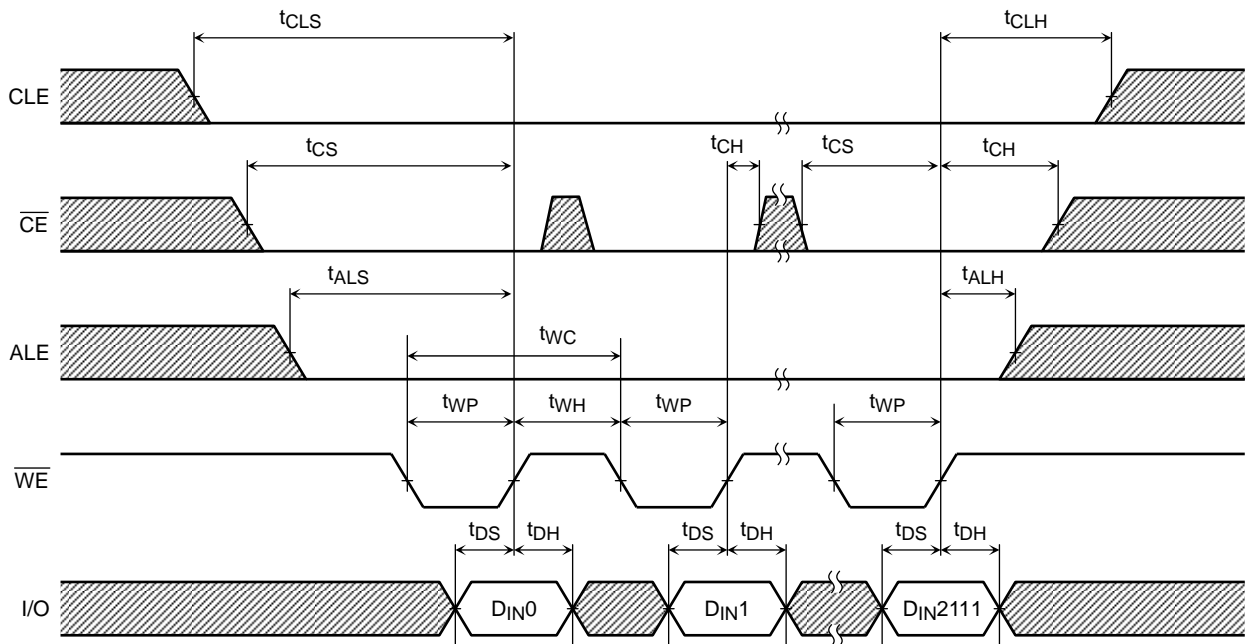 tCLS
tCLH
CLE
tCS
tCH
tCS
tCH
CE
tALS
tALH
ALE
tWC
tWP
tWH
tWP
tWP
WE
tDS
tDH
tDS
tDH
tDS
tDH
I/O
DIN0
DIN1
DIN2111